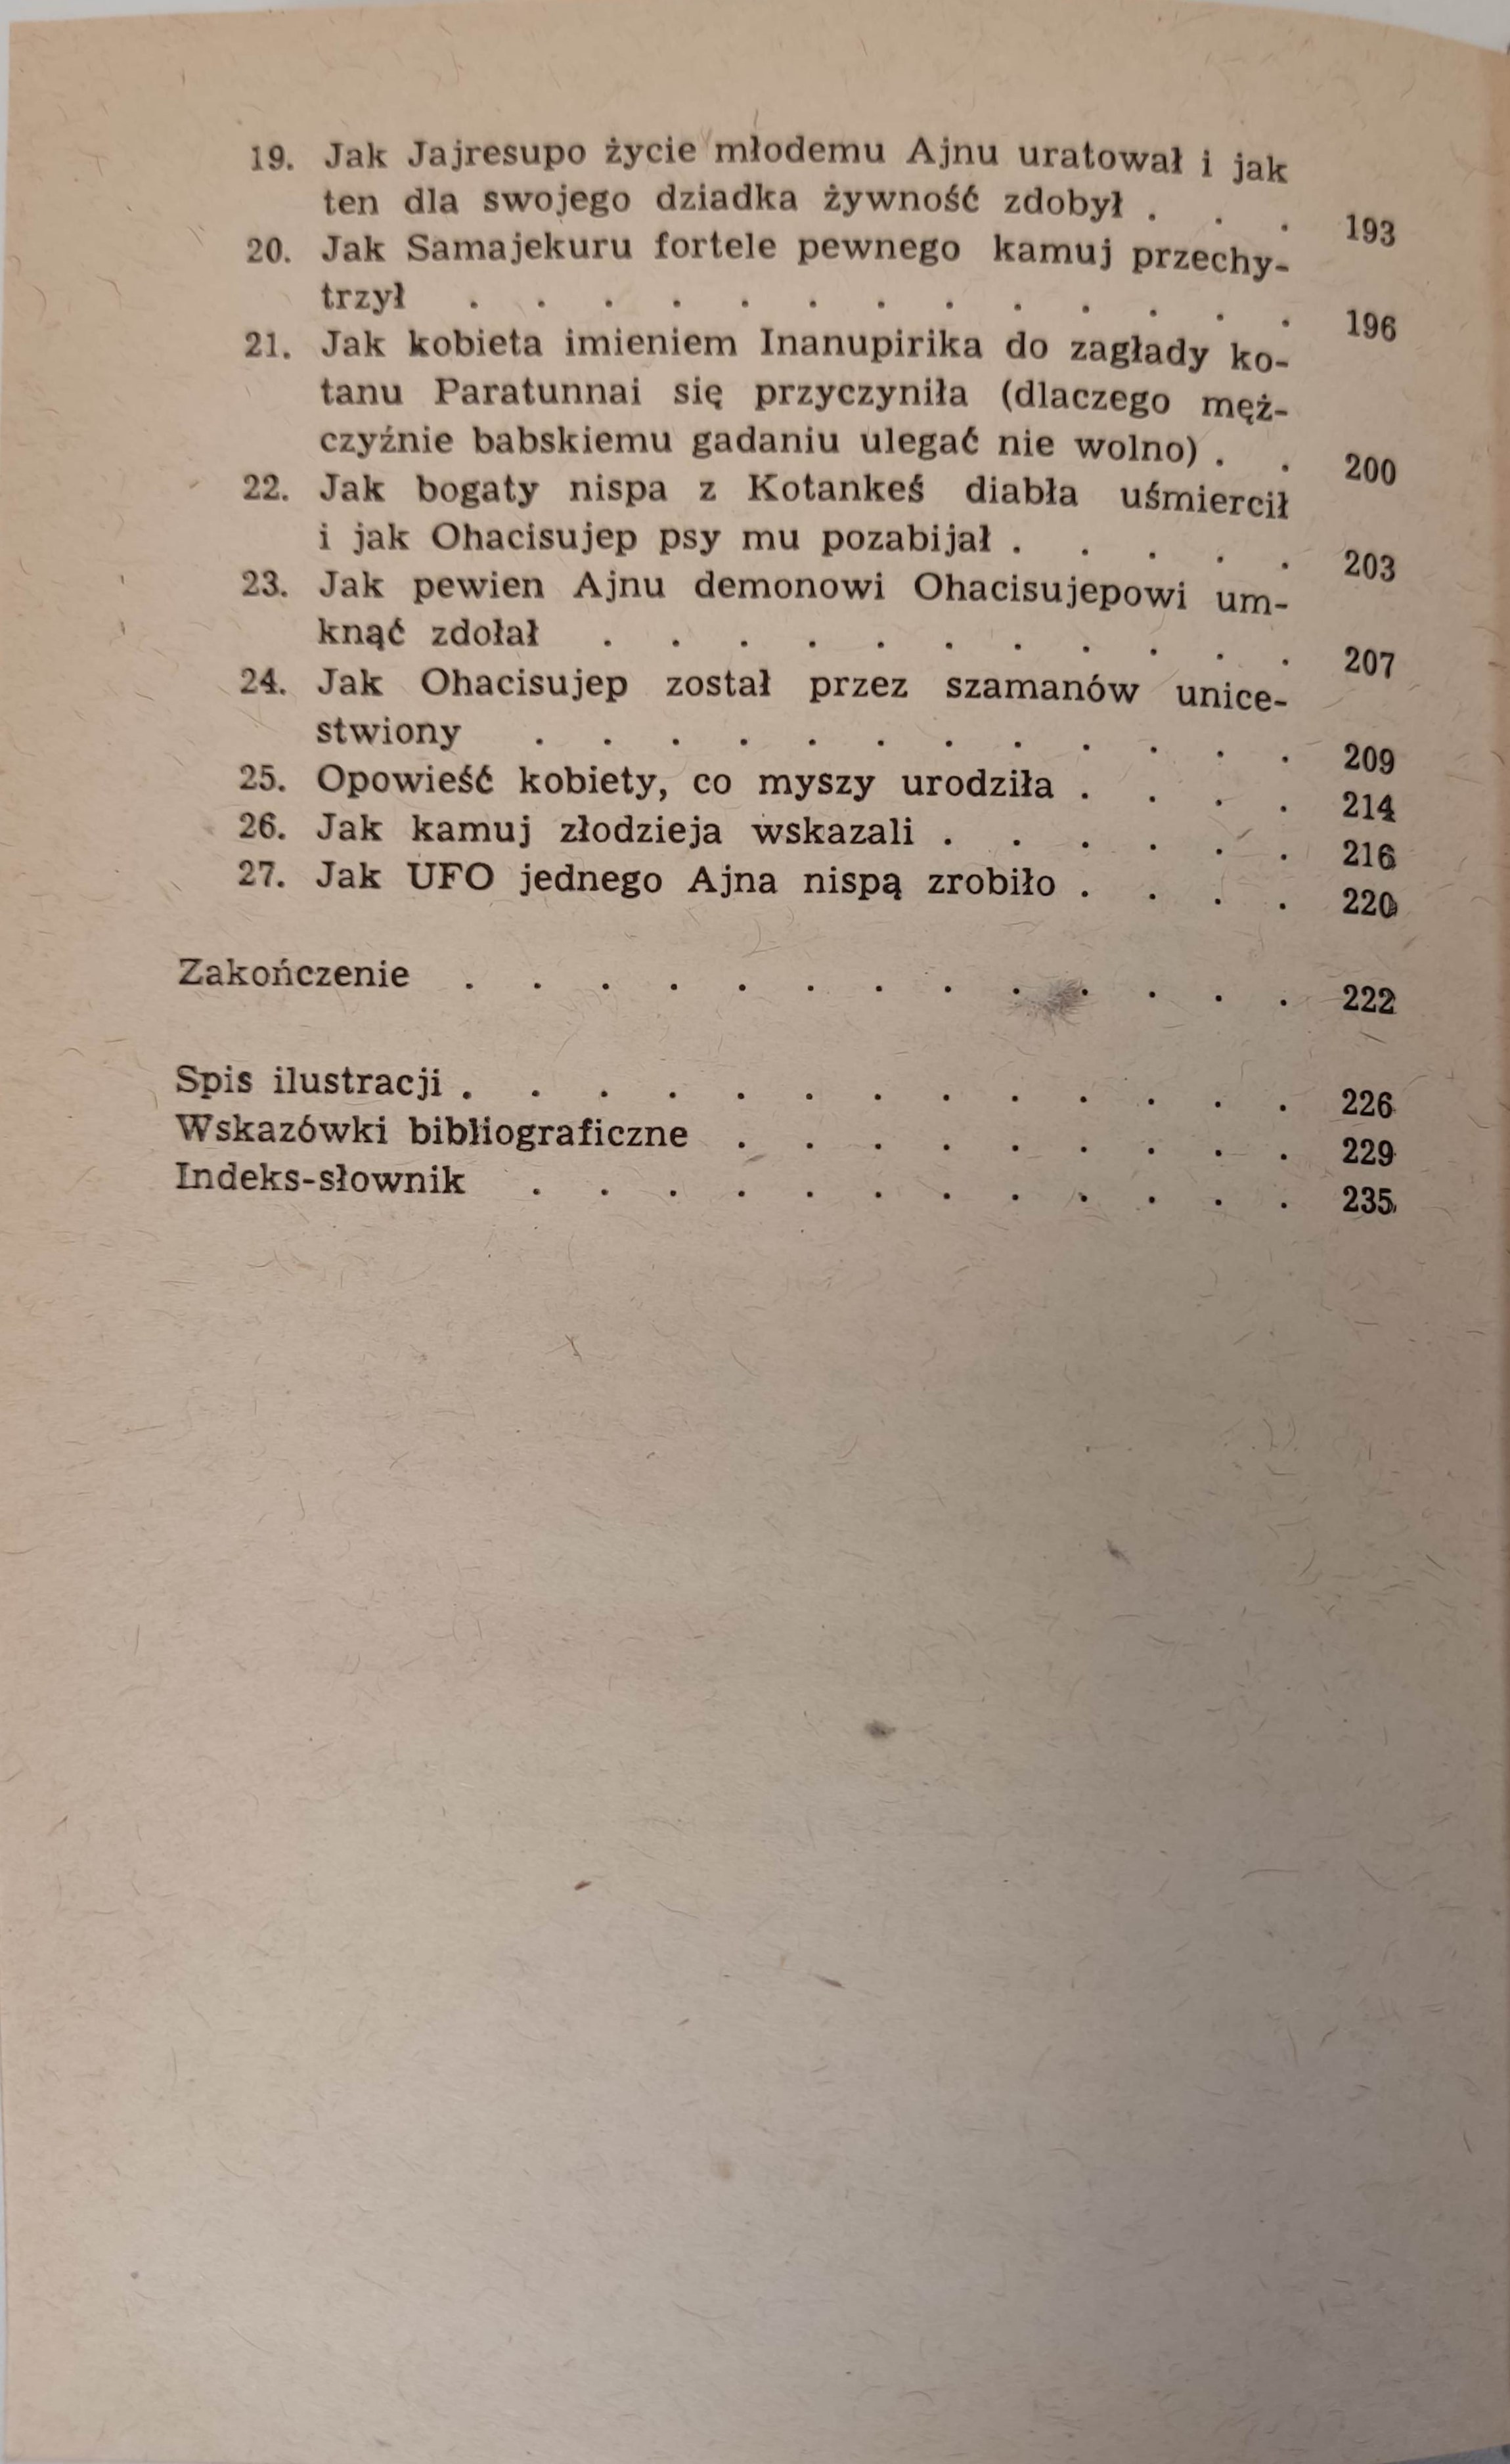 19. Jak Jajresupo życie młodemu Ajnu uratował i jak
ten dla swojego dziadka żywność zdobył . . . 193
20. Jak Samajekuru fortele pewnego kamuj przechy-
trzył . . . . . . . . . . . . . 196
21. Jak kobieta imieniem Inanupirika do zagłady ko-
tanu Paratunnai się przyczyniła (dlaczego męż-
czyźnie babskiemu gadaniu ulegać nie wolno) . . 200
22. Jak bogaty nispa z Kotankeś diabła uśmiercił
i jak Ohacisujep psy mu pozabijał . . . . . 203
23. Jak pewien Ajnu demonowi Ohacisujepowi um-
knąć zdołał . . . . . . . . . . . 207
24. Jak Ohacisujep został przez szamanów unice-
stwiony . . . . . . . . . . . . 209
25. Opowieść kobiety, co myszy urodziła . . . . 214
26. Jak kamuj złodzieja wskazali . . . . . . 216
27. Jak UFO jednego Ajna nispą zrobiło . . . . 220
Zakończenie . . . . . . . . . . . . . 222
Spis ilustracji . . . . . . . . . . . . . 226
Wskazówki bibliograficzne . . . . . . . . . 229
Indeks-słownik . . . . . . . . . . . . 235